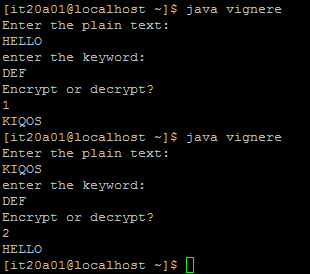 [it20a01@localhost ~]$ java vignere
Enter the plain text:
HELLO
enter the keyword:
DEF
Encrypt or decrypt?
1
KIQOS
[it20a01@localhost ~]$ java vignere
Enter the plain text:
KIQOS
enter the keyword:
DEF
Encrypt or decrypt?
2
HELLO
[it20a01@localhost ~]$